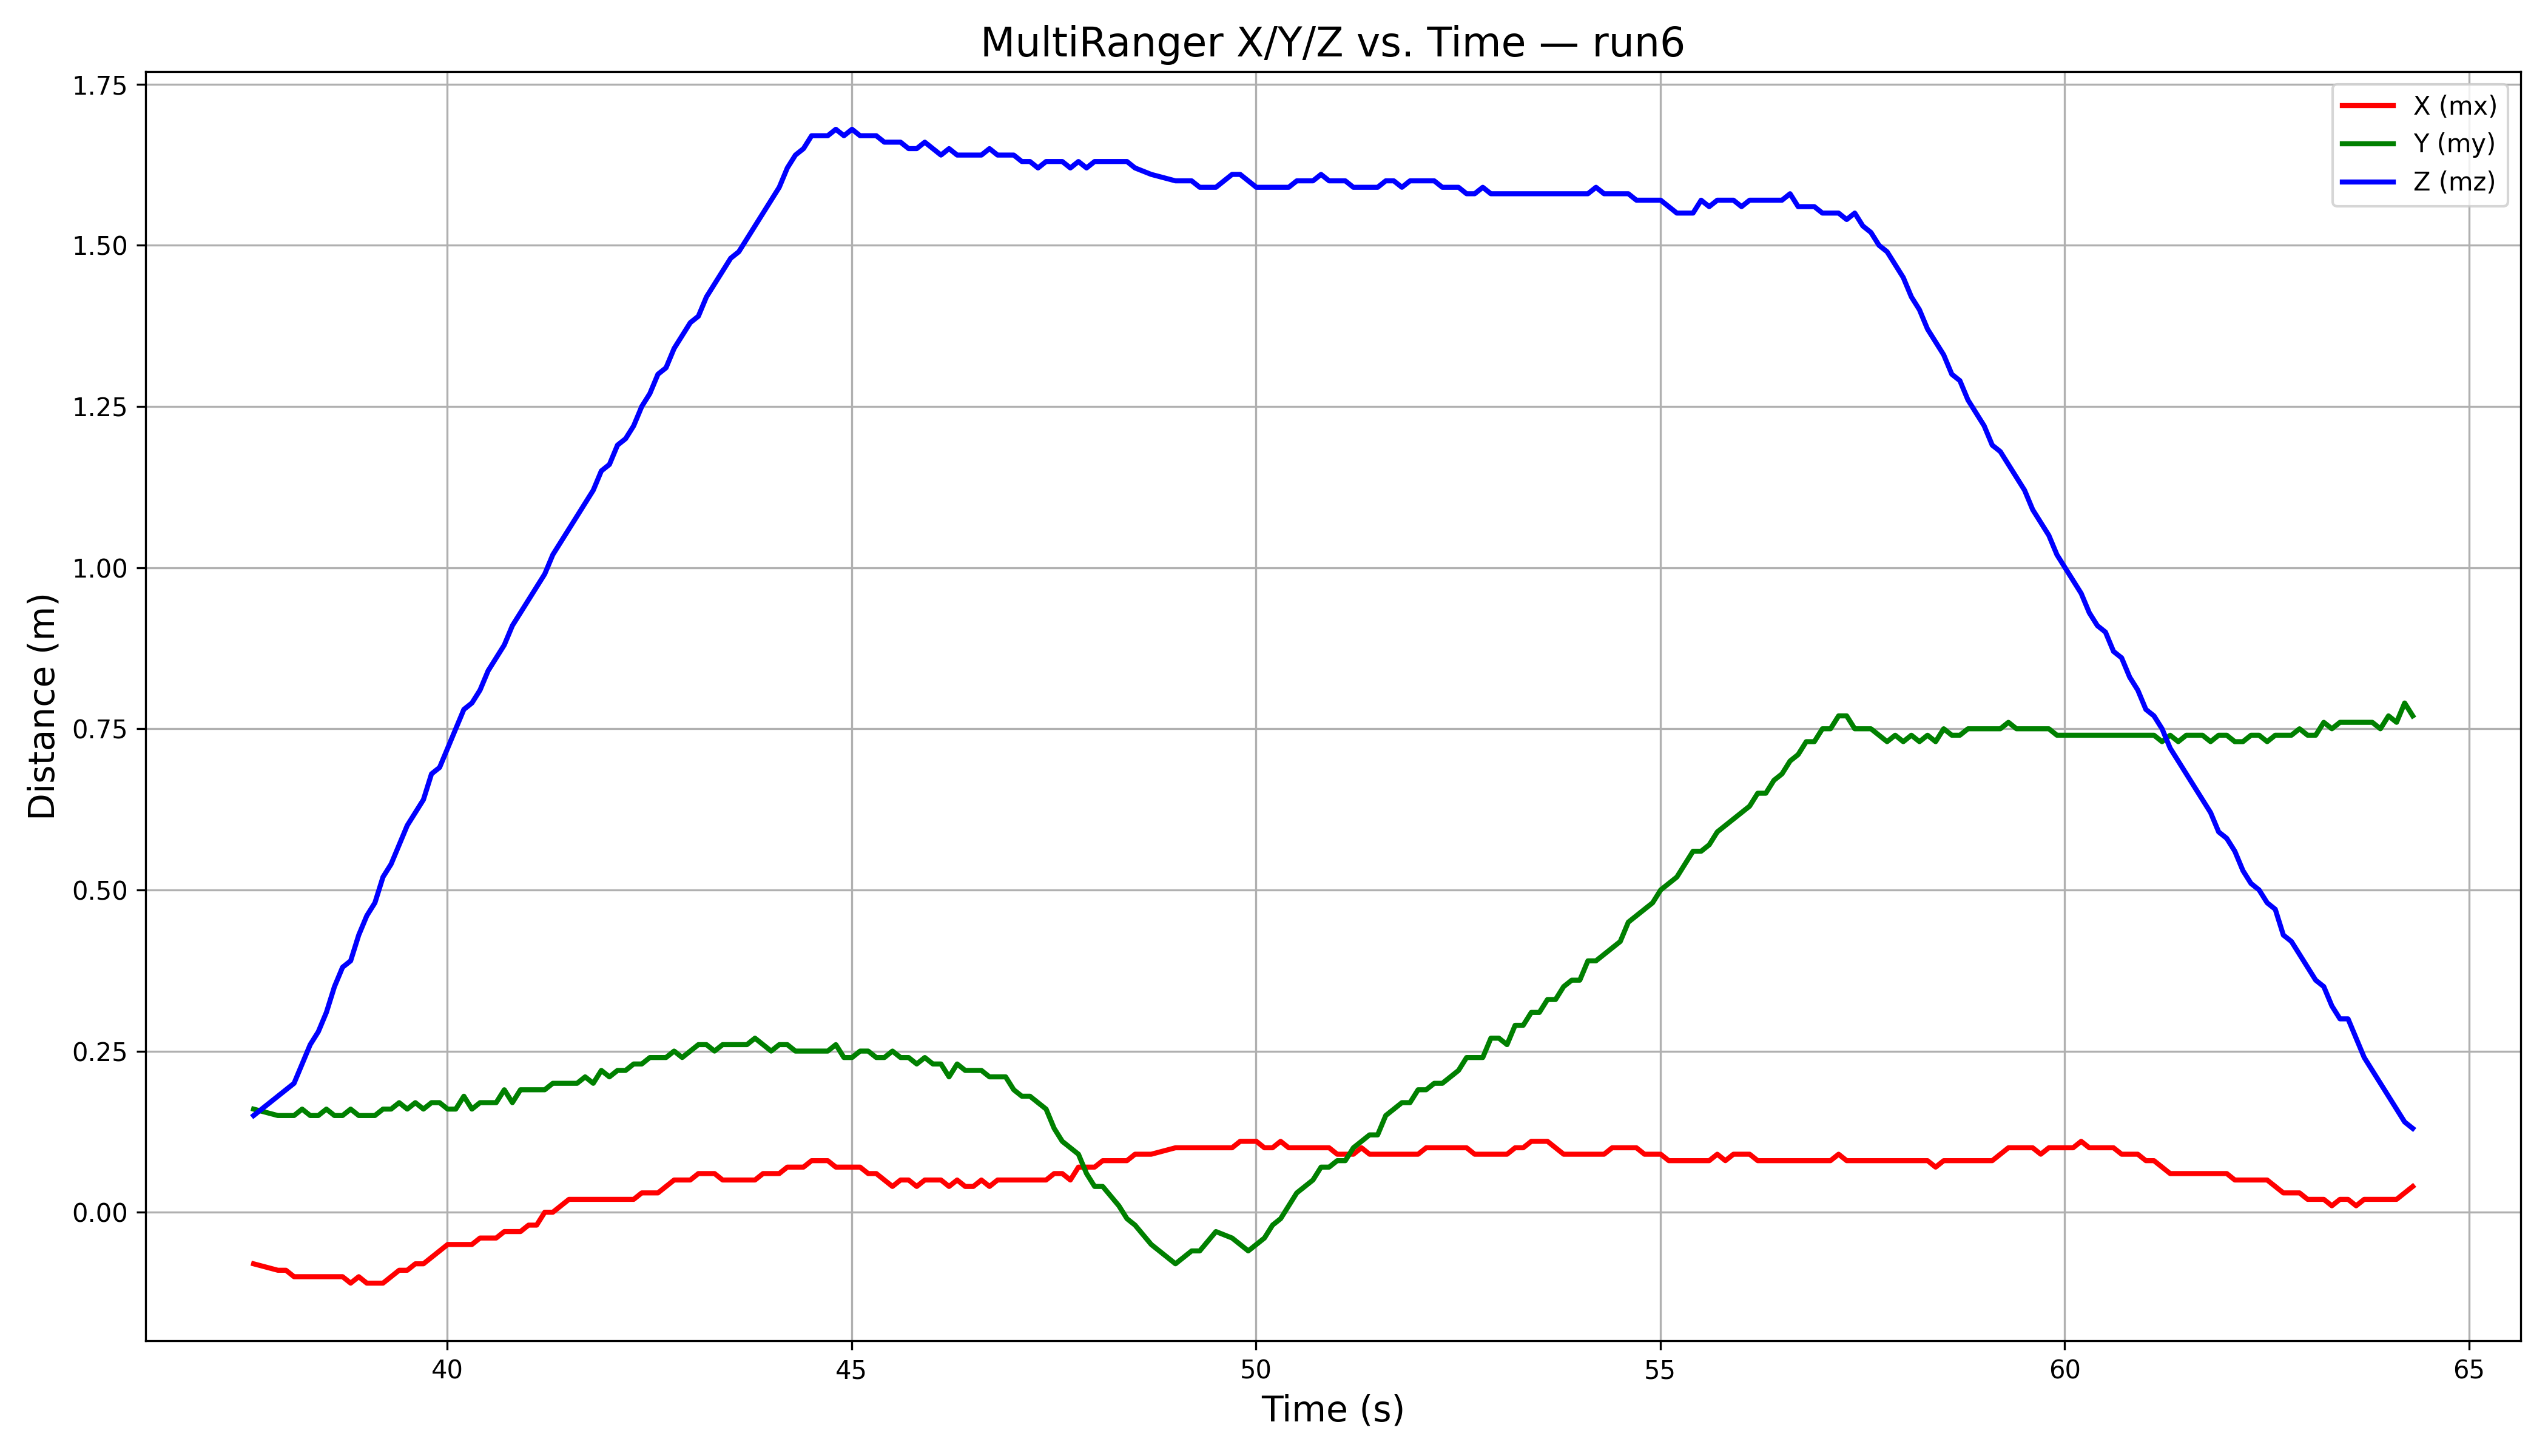 MultiRanger X/Y/Z vs. Time — run6
X (mx)
Y (my)
Z (mz)
Distance (m)
1.75
1.50
1.25
1.00
0.75
0.50
0.25
0.00
40 45 50 55 60 65
Time (s)